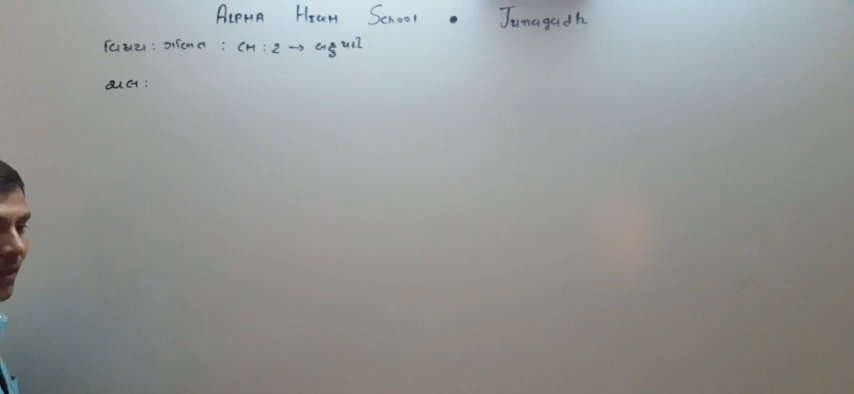 ALPHA HIGH SCHOOL • Junagadh
વિષય : ગણિત : CH : 2 → બહુપદી
દાખલા :